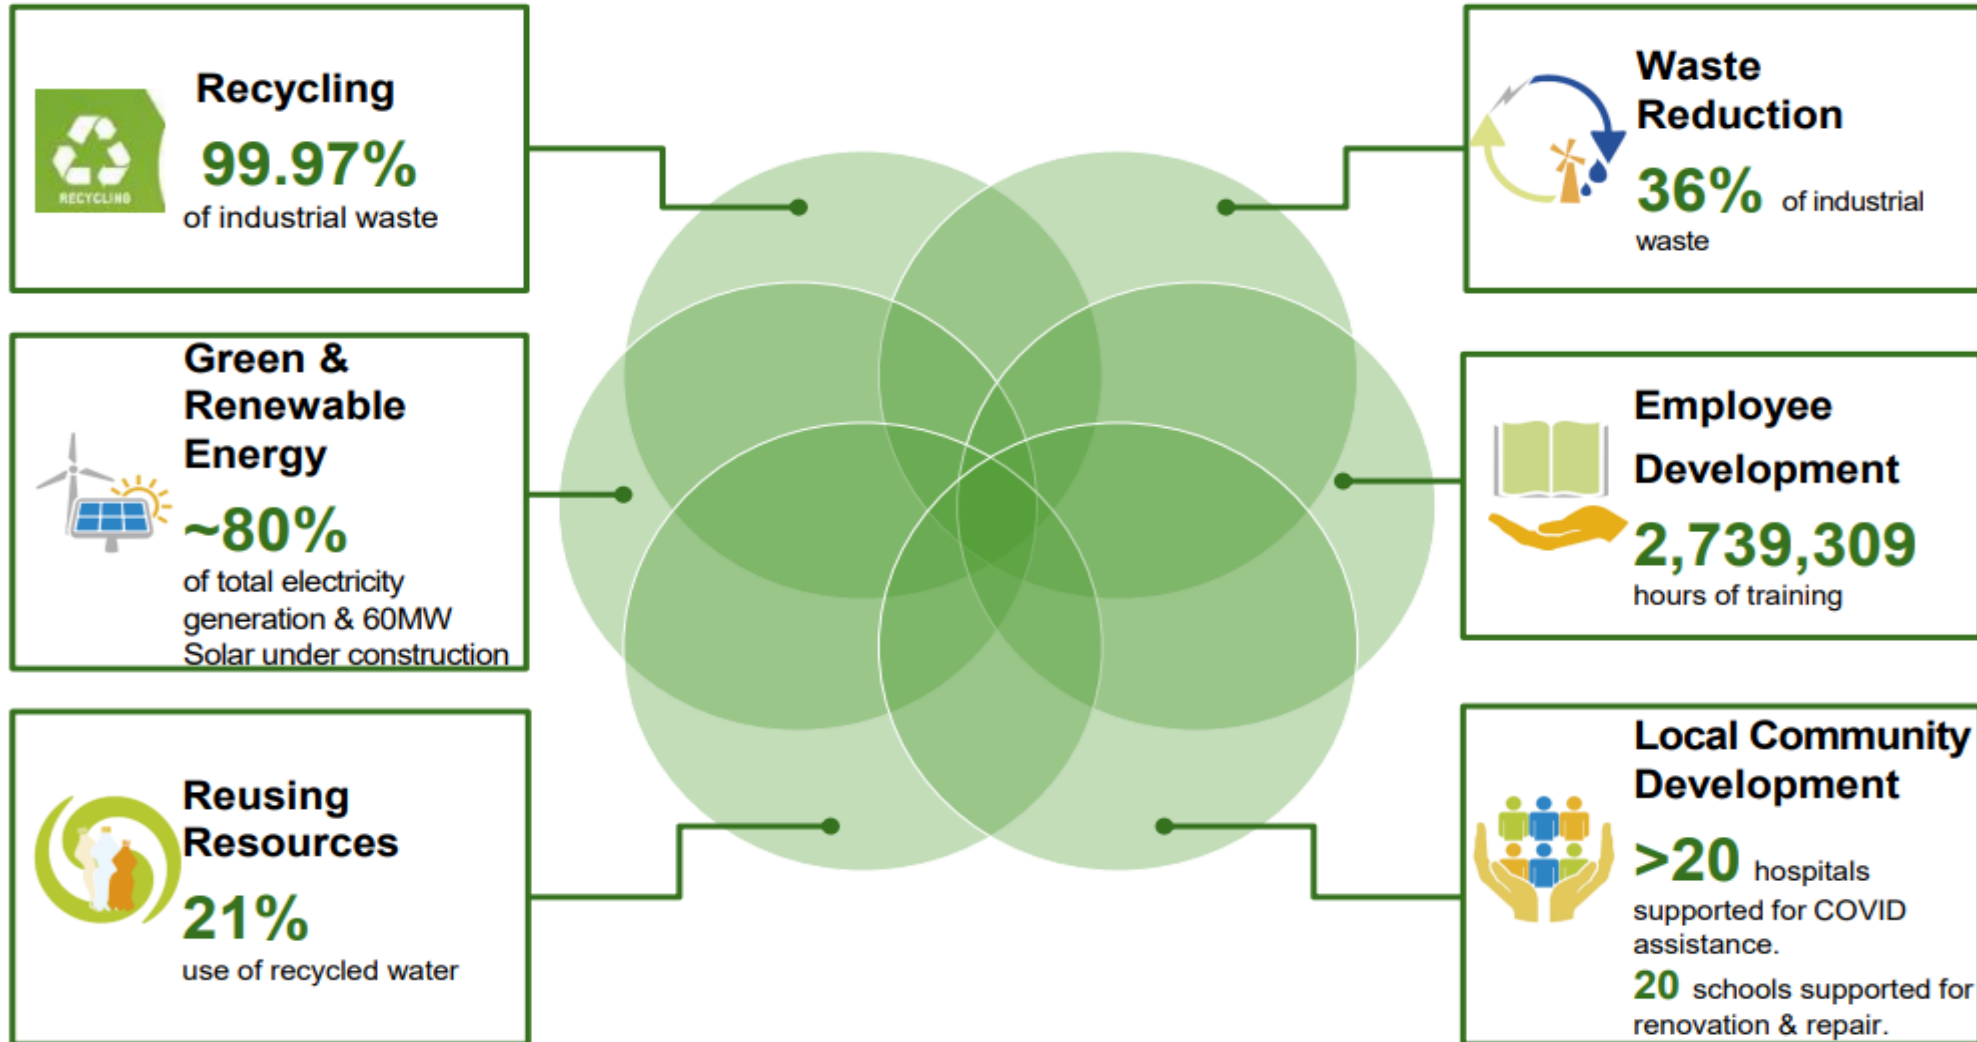 Recycling
99.97%
of industrial waste
RECYCLING
Green &
Renewable
Energy
~80%
of total electricity
generation & 60MW
Solar under construction
Reusing
Resources
21%
use of recycled water
Waste
Reduction
36% of industrial
waste
Employee
Development
2,739,309
hours of training
Local Community
Development
>20 hospitals
supported for COVID
assistance.
20 schools supported for
renovation & repair.